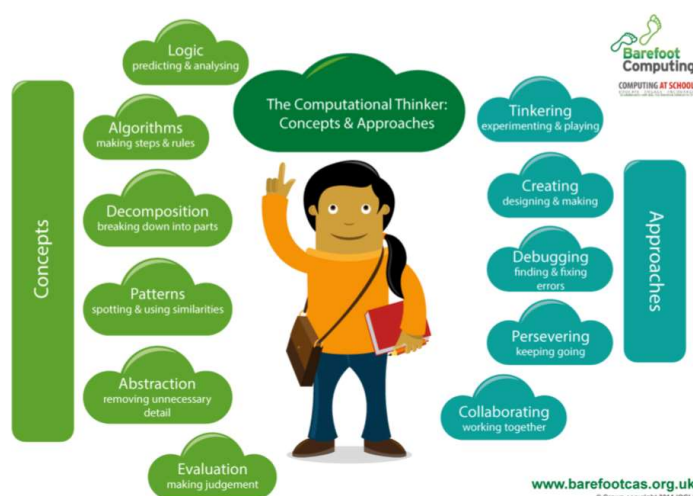 The Computational Thinker:
Concepts & Approaches
Concepts
Logic
predicting & analysing
Algorithms
making steps & rules
Decomposition
breaking down into parts
Patterns
spotting & using similarities
Abstraction
removing unnecessary
detail
Evaluation
making judgement
Tinkering
experimenting & playing
Creating
designing & making
Debugging
finding & fixing
errors
Persevering
keeping going
Collaborating
working together
Approaches
Barefoot
Computing
COMPUTING AT SCHOOL
www.barefootcas.org.uk